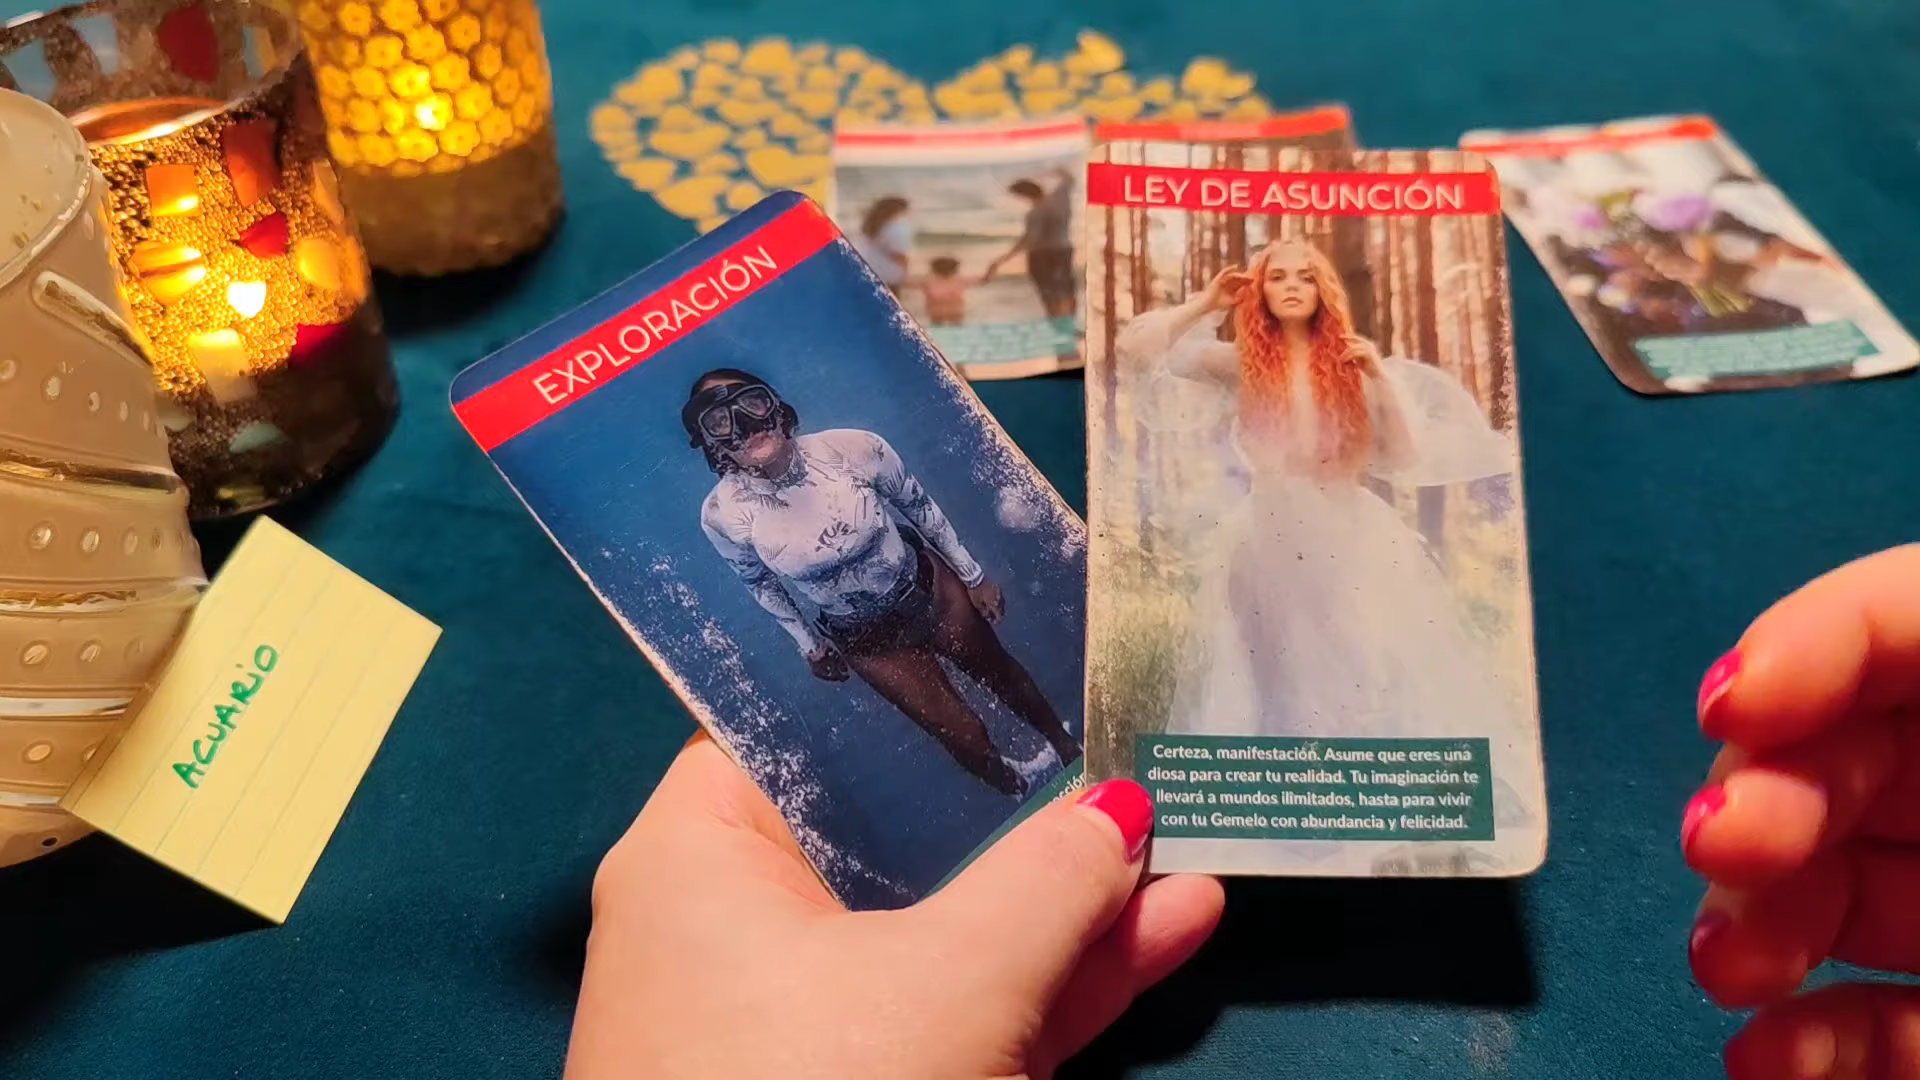 EXPLORACIÓN
LEY DE ASUNCIÓN
Certeza, manifestación. Asume que eres una
diosa para crear tu realidad. Tu imaginación te
llevará a mundos ilimitados, hasta para vivir
con tu Gemelo con abundancia y felicidad.
ACUARIO